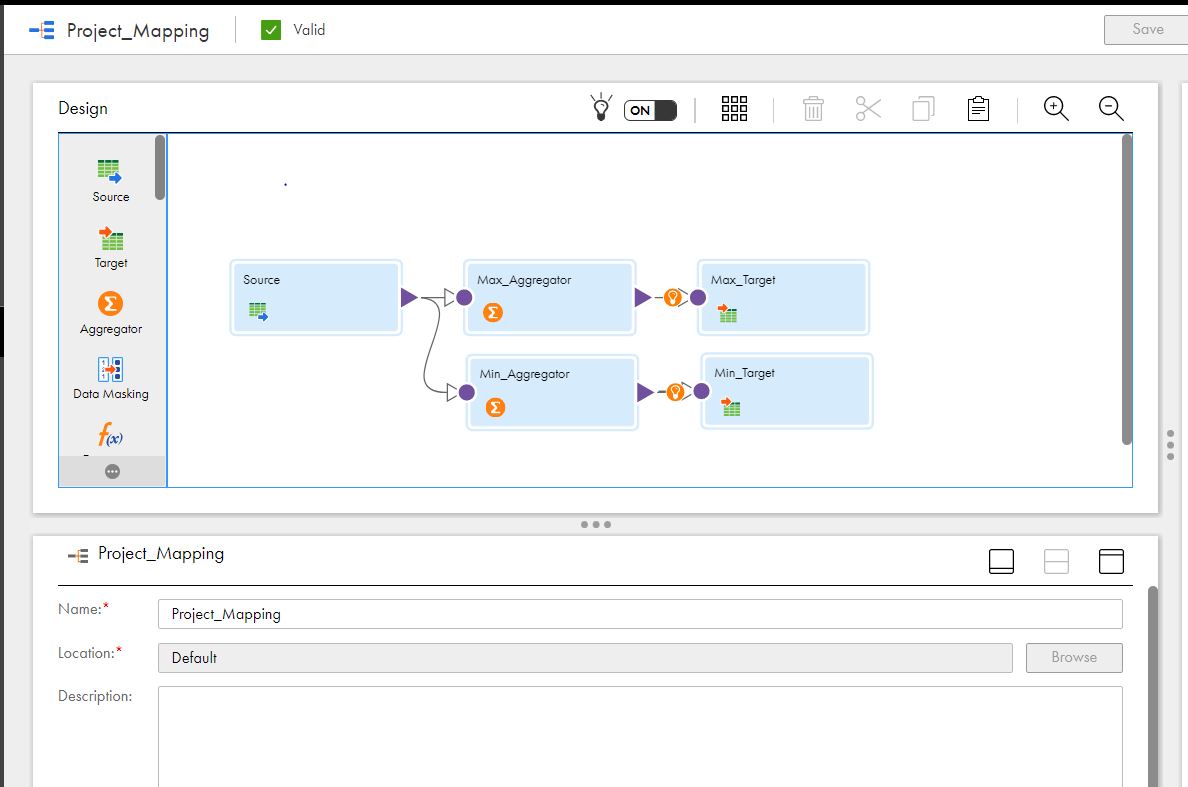 Project_Mapping
Valid
Save
Design
ON
Source
Target
Aggregator
Data Masking
f(x)
Source
Max_Aggregator
Max_Target
Min_Aggregator
Min_Target
Project_Mapping
Name:*
Project_Mapping
Location:*
Default
Browse
Description: